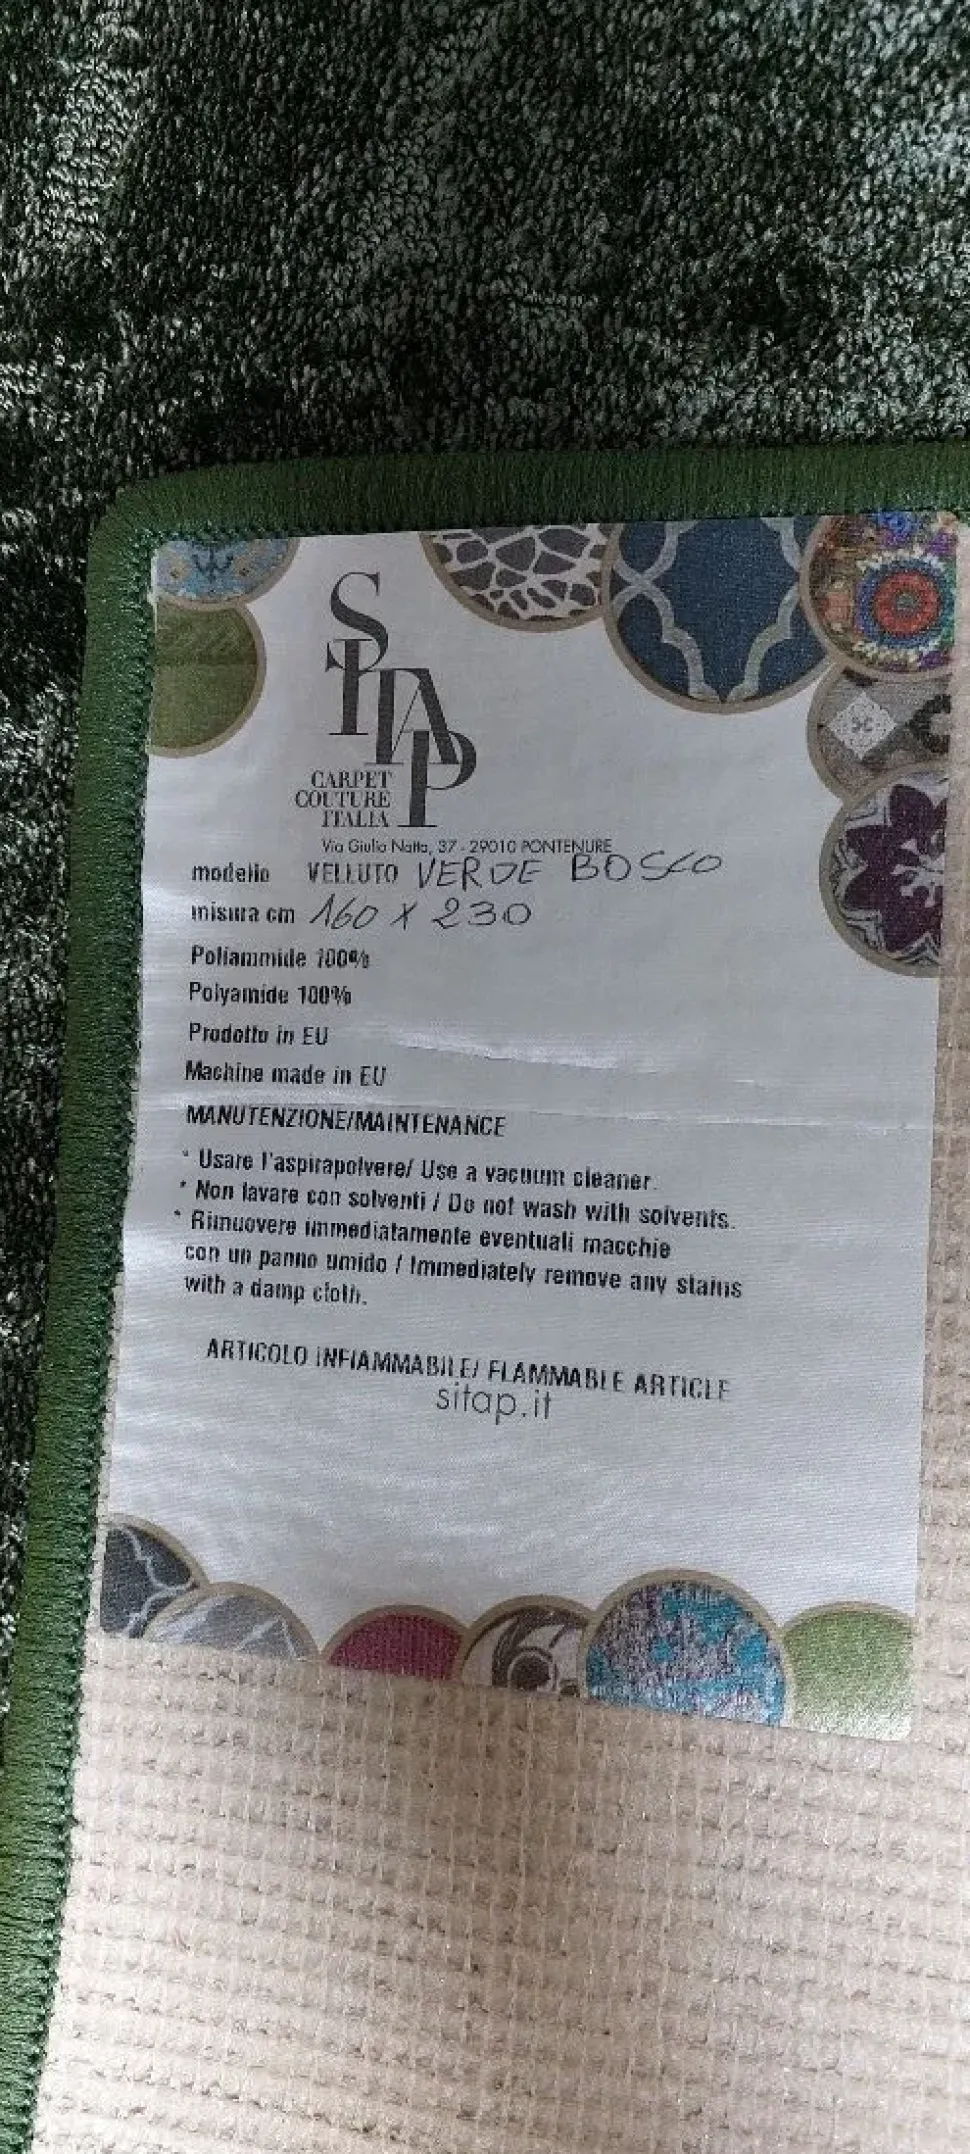 SITAP
CARPET
COUTURE
ITALIA
Via Giulio Natta, 37 - 29010 PONTENURE
modello VELLUTO VERDE BOSCO
misura cm 160 X 230
Poliammide 100%
Polyamide 100%
Prodotto in EU
Machine made in EU
MANUTENZIONE/MAINTENANCE
* Usare l'aspirapolvere/ Use a vacuum cleaner.
* Non lavare con solventi / Do not wash with solvents.
* Rimuovere immediatamente eventuali macchie
con un panno umido / Immediately remove any stains
with a damp cloth.
ARTICOLO INFIAMMABILE/ FLAMMABLE ARTICLE
sitap.it